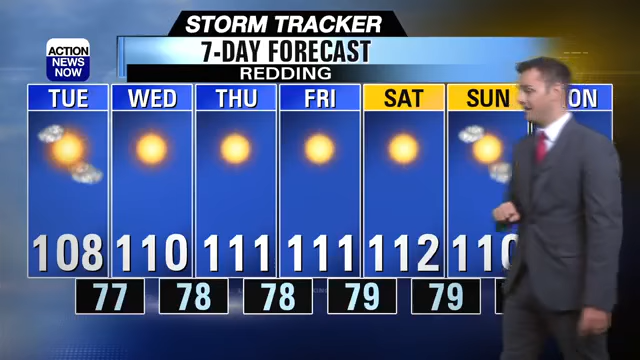 STORM TRACKER
ACTION
NEWS
NOW
7-DAY FORECAST
REDDING
TUE WED THU FRI SAT SUN
108 110 111 111 112 110
77 78 78 79 79